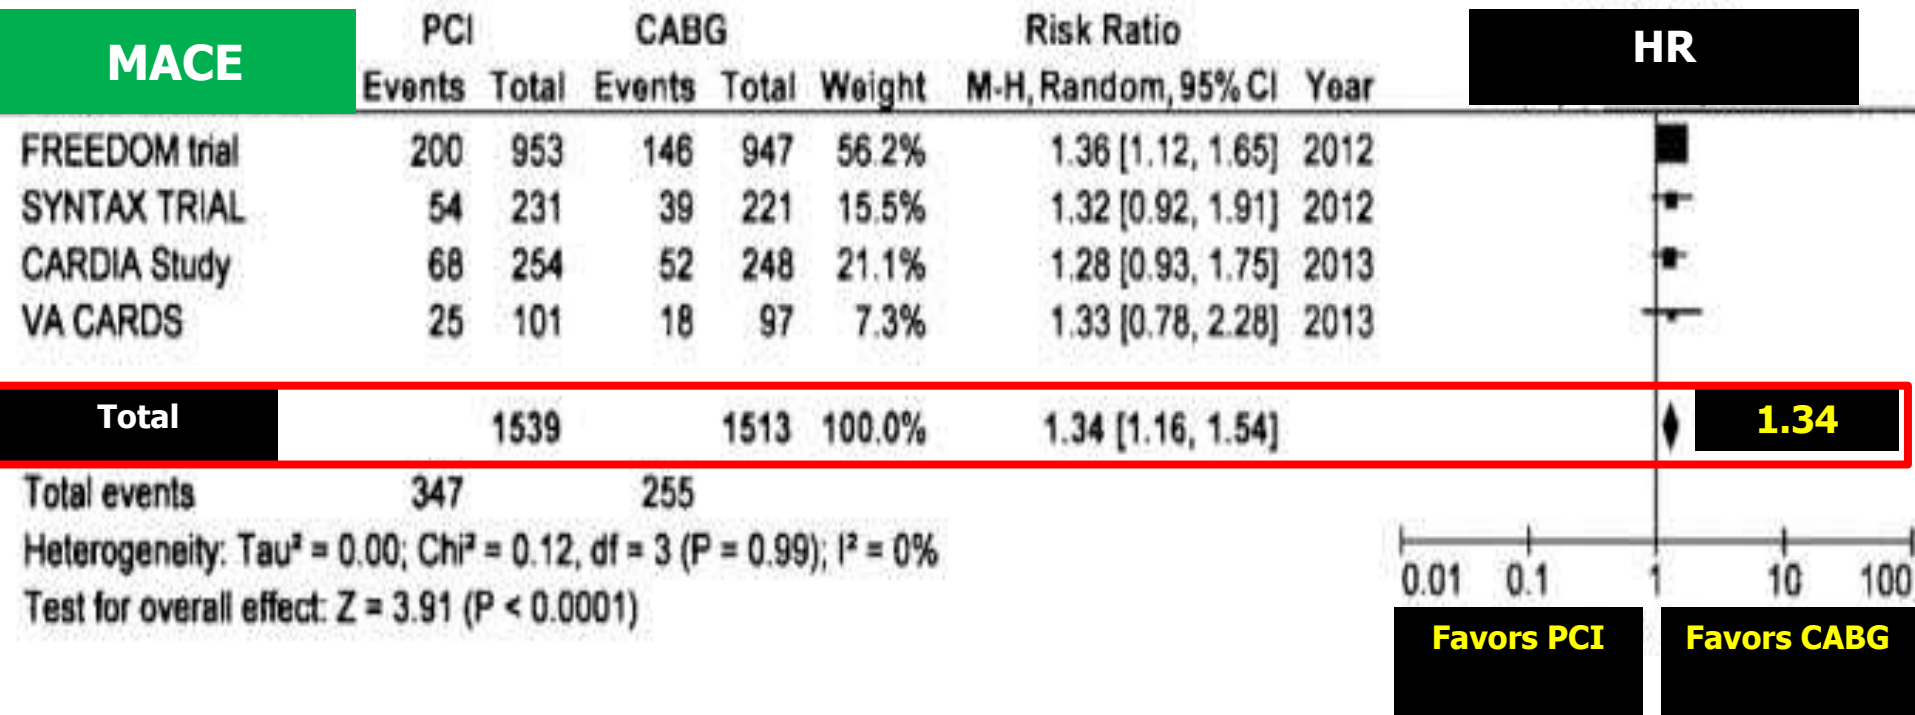 MACE PCI CABG Risk Ratio HR
Events Total Events Total Weight M-H, Random, 95% CI Year
FREEDOM trial 200 953 146 947 56.2% 1.36 [1.12, 1.65] 2012
SYNTAX TRIAL 54 231 39 221 15.5% 1.32 [0.92, 1.91] 2012
CARDIA Study 68 254 52 248 21.1% 1.28 [0.93, 1.75] 2013
VA CARDS 25 101 18 97 7.3% 1.33 [0.78, 2.28] 2013
Total 1539 1513 100.0% 1.34 [1.16, 1.54] 1.34
Total events 347 255
Heterogeneity: Tau² = 0.00; Chi² = 0.12, df = 3 (P = 0.99); I² = 0%
Test for overall effect: Z = 3.91 (P < 0.0001)
0.01 0.1 1 10 100
Favors PCI Favors CABG